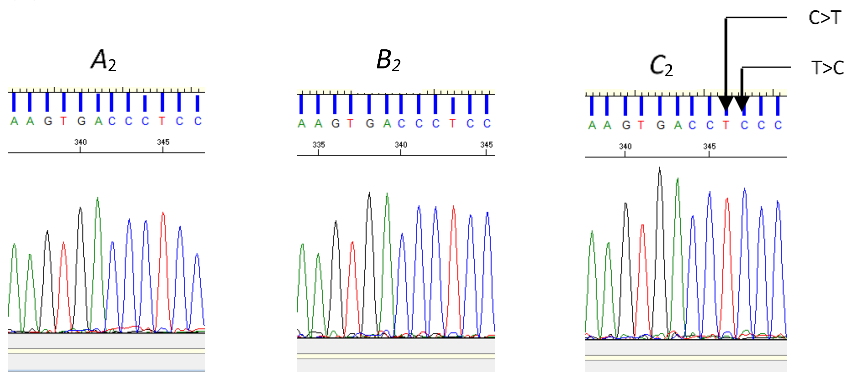 C>T
T>C
A₂
A A G T G A C C C T C C
340 345
B₂
A A G T G A C C C T C C
335 340 345
C₂
A A G T G A C C T C C C
340 345